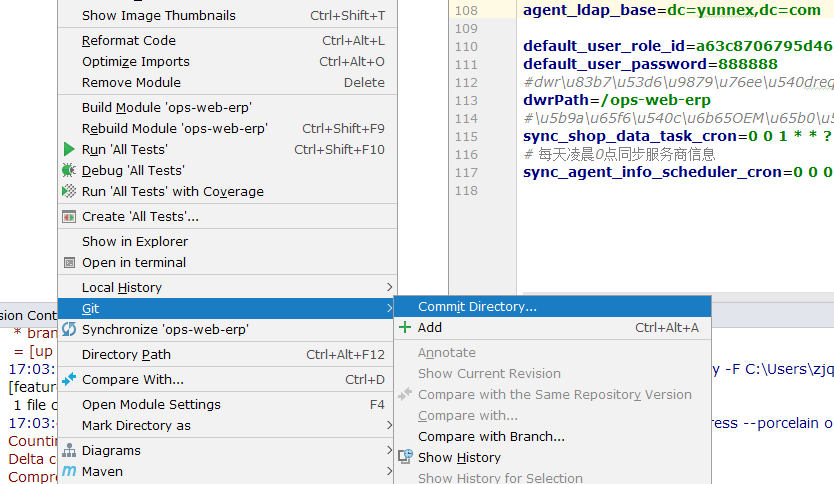 Show Image Thumbnails Ctrl+Shift+T
Reformat Code Ctrl+Alt+L
Optimize Imports Ctrl+Alt+O
Remove Module Delete
Build Module 'ops-web-erp'
Rebuild Module 'ops-web-erp' Ctrl+Shift+F9
Run 'All Tests' Ctrl+Shift+F10
Debug 'All Tests'
Run 'All Tests' with Coverage
Create 'All Tests'...
Show in Explorer
Open in terminal
Local History
Git
Synchronize 'ops-web-erp'
Directory Path Ctrl+Alt+F12
Compare With... Ctrl+D
Open Module Settings F4
Mark Directory as
Diagrams
Maven
Commit Directory...
Add Ctrl+Alt+A
Annotate
Show Current Revision
Compare with the Same Repository Version
Compare with...
Compare with Branch...
Show History
Show History for Selection
108 agent_ldap_base=dc=yunnex,dc=com
109
110 default_user_role_id=a63c8706795d46
111 default_user_password=888888
112 #dwr\u83b7\u53d6\u9879\u76ee\u540dreq
113 dwrPath=/ops-web-erp
114 #\u5b9a\u65f6\u540c\u6b65OEM\u65b0\u5
115 sync_shop_data_task_cron=0 0 1 * * ?
116 # 每天凌晨0点同步服务商信息
117 sync_agent_info_scheduler_cron=0 0 0
118
sion Cont
* bran
= [up
17:03: y -F C:\Users\zjq
[featur
1 file c
17:03: ress --porcelain o
Countin
Delta c
Compre